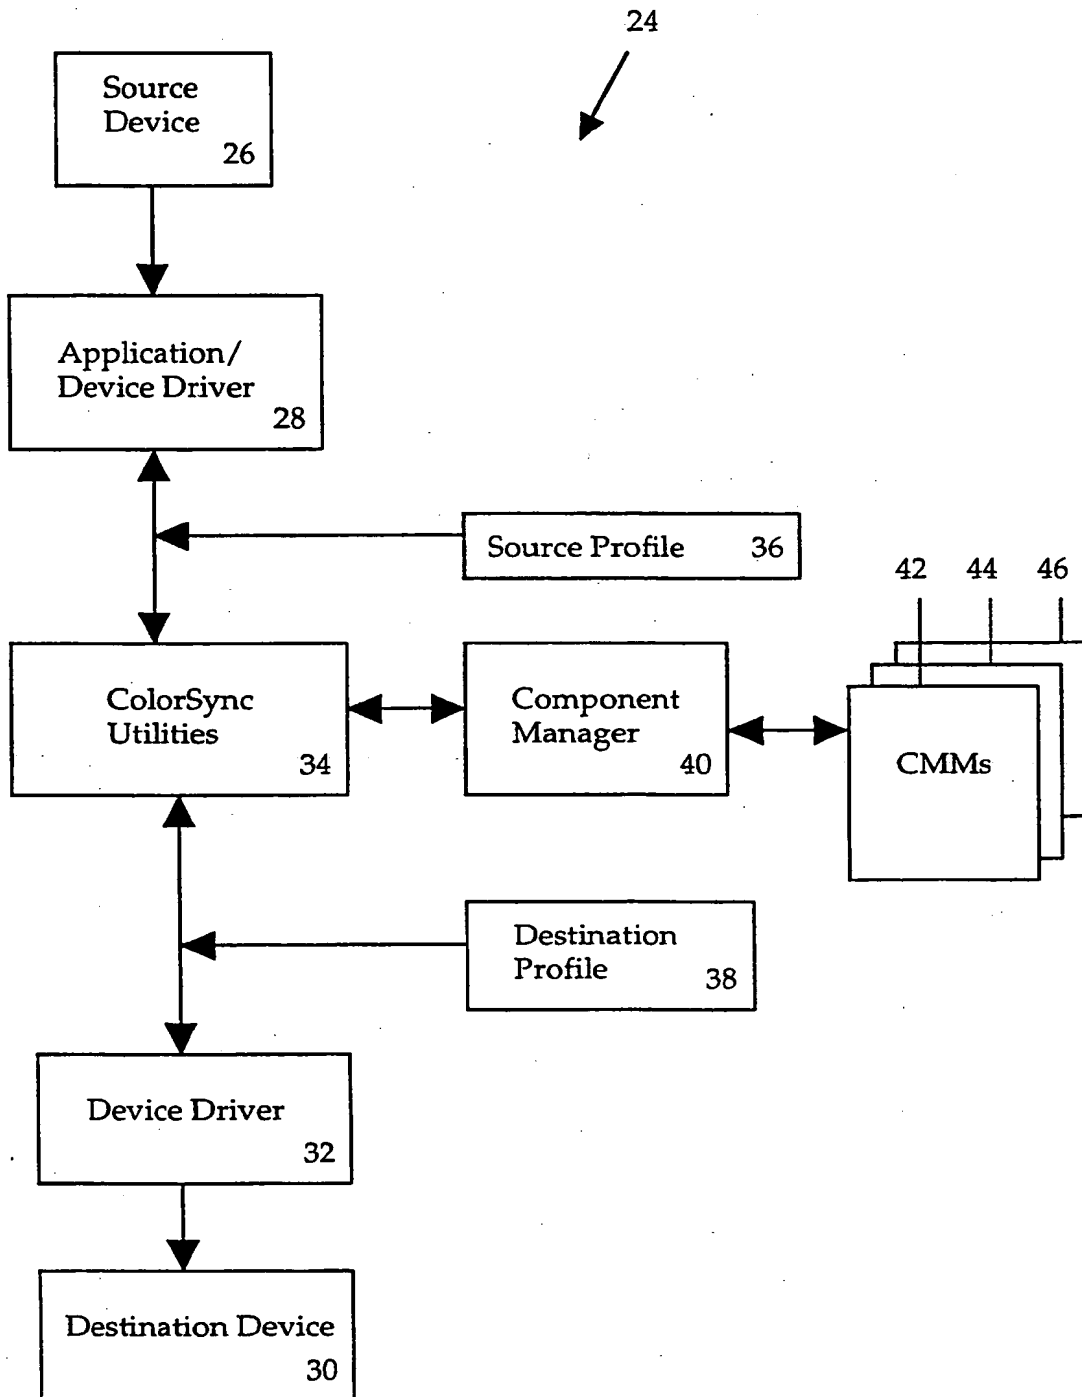 24
Source
Device
26
Application/
Device Driver
28
Source Profile 36
42 44 46
ColorSync
Utilities
34
Component
Manager
40
CMMs
Destination
Profile
38
Device Driver
32
Destination Device
30